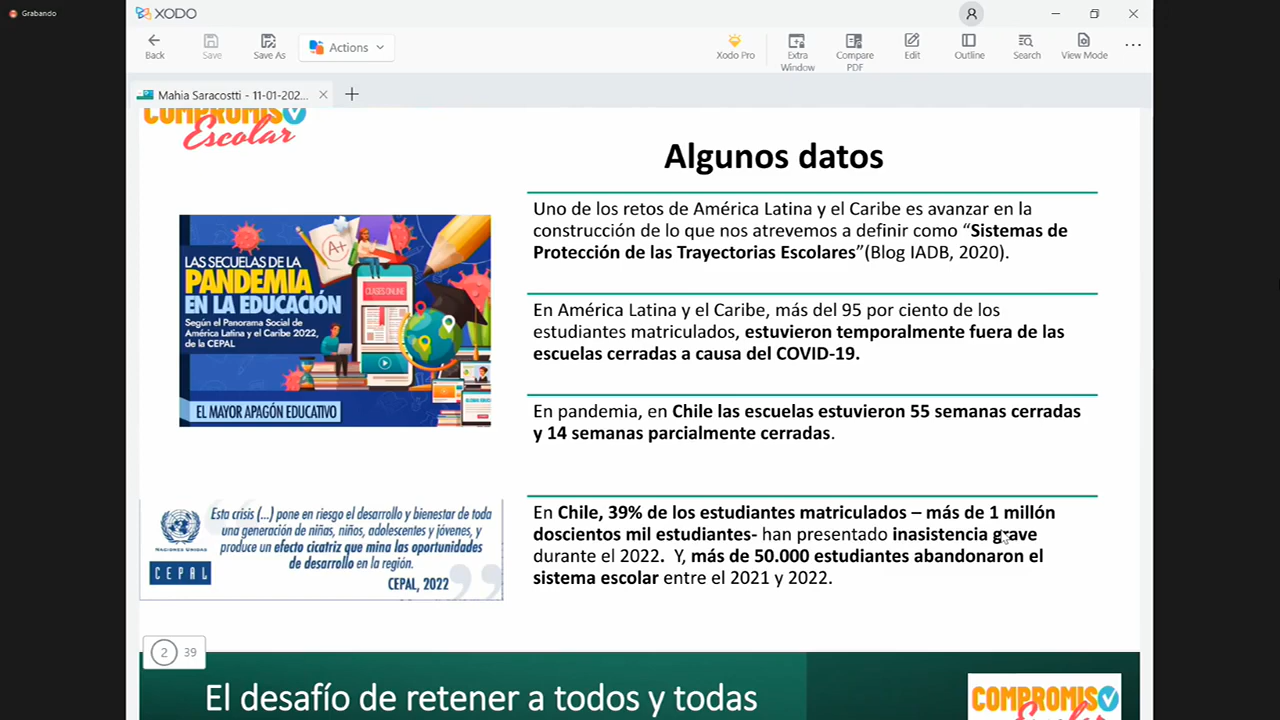 Grabando
XODO
Back
Save
Save As
Actions
Xodo Pro
Extra Window
Compare PDF
Edit
Outline
Search
View Mode
Mahia Saracostti - 11-01-202...
COMPROMIS
Escolar
Algunos datos
LAS SECUELAS DE LA
PANDEMIA
EN LA EDUCACIÓN
Según el Panorama Social de
América Latina y el Caribe 2022,
de la CEPAL
EL MAYOR APAGÓN EDUCATIVO
A+
CLASES ONLINE
Uno de los retos de América Latina y el Caribe es avanzar en la
construcción de lo que nos atrevemos a definir como “Sistemas de
Protección de las Trayectorias Escolares”(Blog IADB, 2020).
En América Latina y el Caribe, más del 95 por ciento de los
estudiantes matriculados, estuvieron temporalmente fuera de las
escuelas cerradas a causa del COVID-19.
En pandemia, en Chile las escuelas estuvieron 55 semanas cerradas
y 14 semanas parcialmente cerradas.
NACIONES UNIDAS
CEPAL
Esta crisis (...) pone en riesgo el desarrollo y bienestar de toda
una generación de niñas, niños, adolescentes y jóvenes, y
produce un efecto cicatriz que mina las oportunidades
de desarrollo en la región.
CEPAL, 2022
En Chile, 39% de los estudiantes matriculados – más de 1 millón
doscientos mil estudiantes- han presentado inasistencia grave
durante el 2022. Y, más de 50.000 estudiantes abandonaron el
sistema escolar entre el 2021 y 2022.
2 39
El desafío de retener a todos y todas
COMPROMIS
Escolar